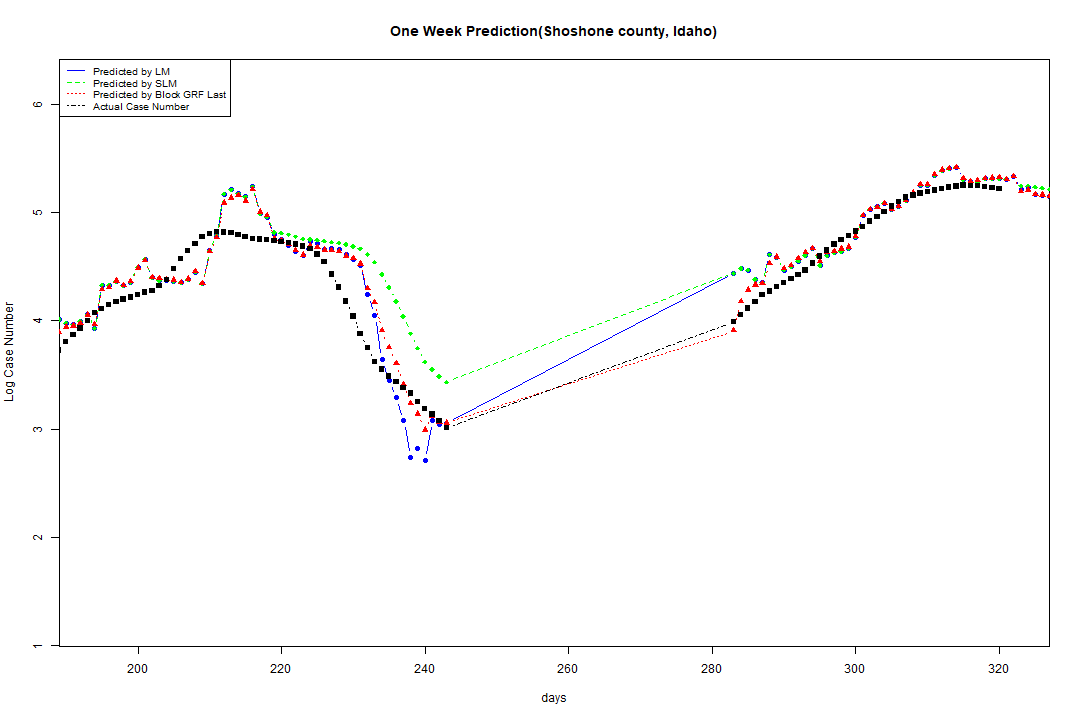 One Week Prediction(Shoshone county, Idaho)
Predicted by LM
Predicted by SLM
Predicted by Block GRF Last
Actual Case Number
6
5
4
3
2
1
Log Case Number
200 220 240 260 280 300 320
days